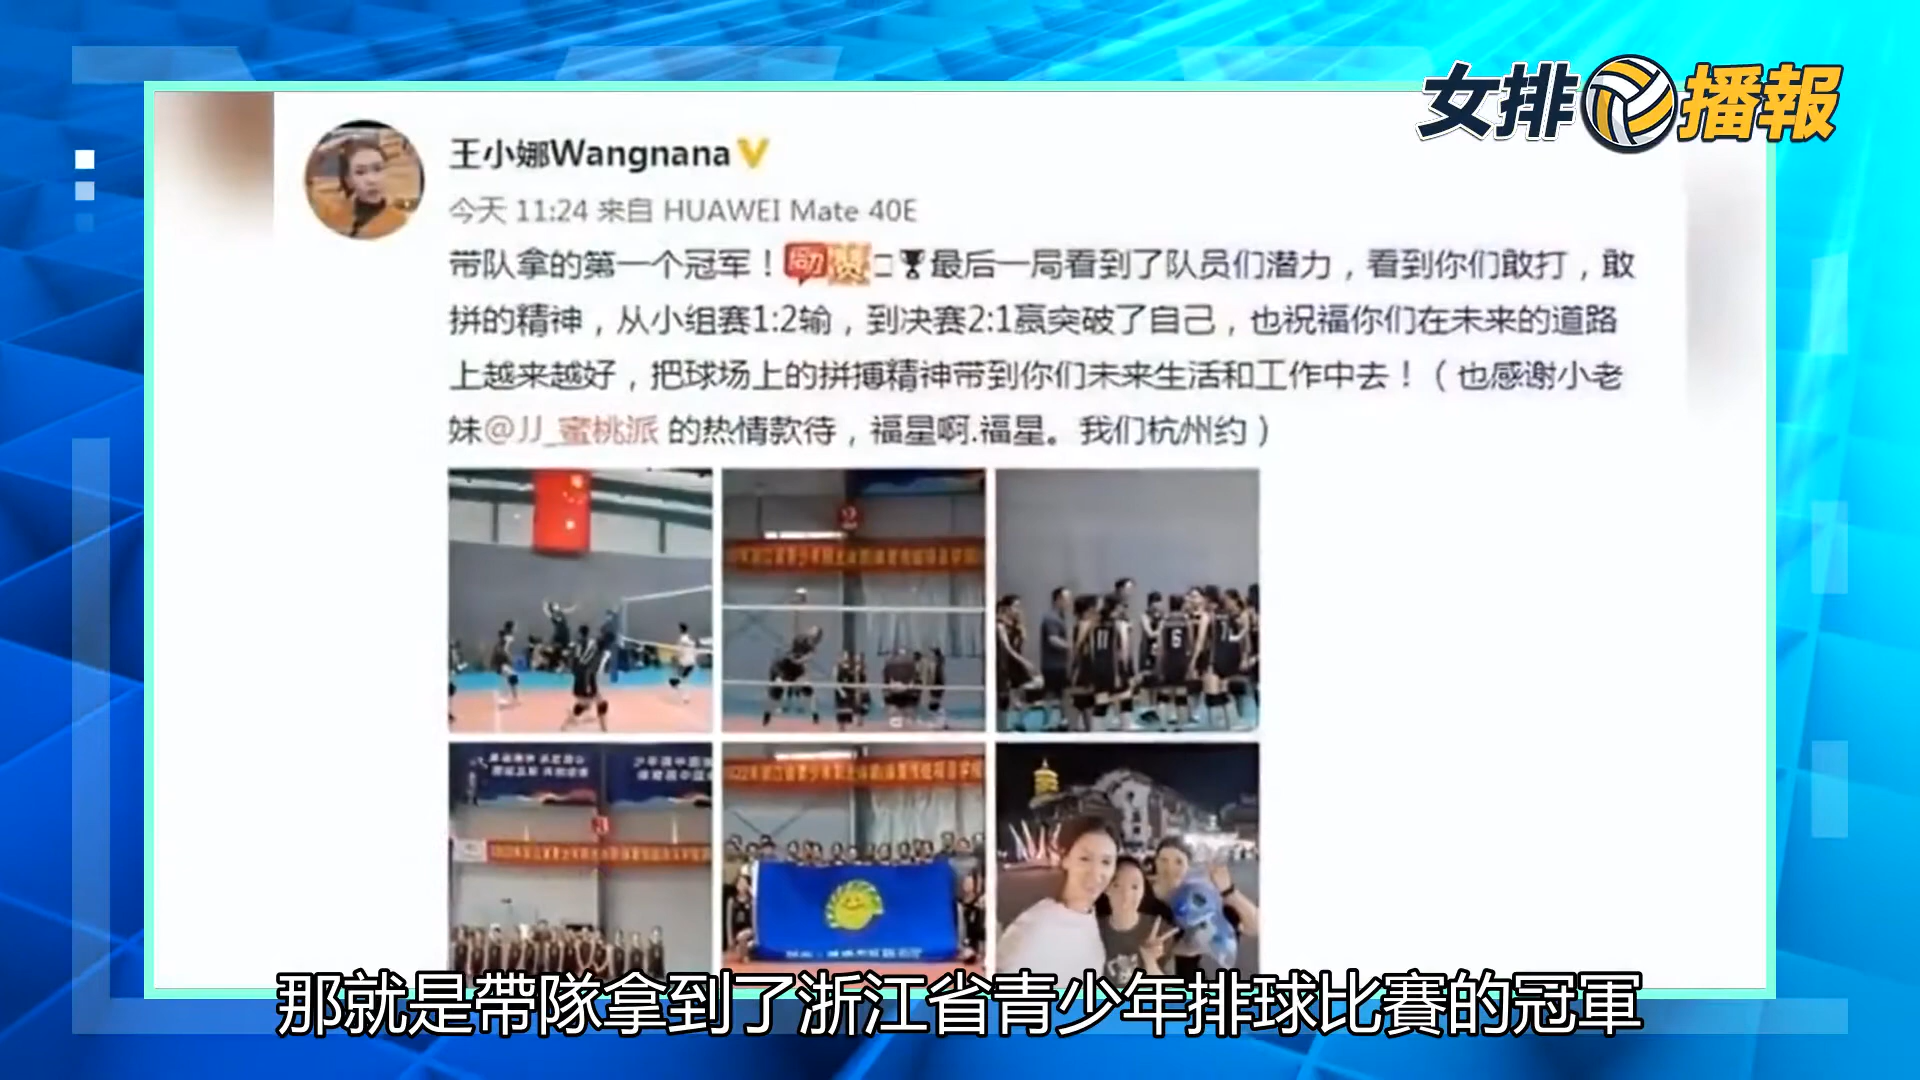 女排播報
王小娜Wangnana
今天 11:24 来自 HUAWEI Mate 40E
带队拿的第一个冠军！励赞□🏆最后一局看到了队员们潜力，看到你们敢打，敢
拼的精神，从小组赛1:2输，到决赛2:1赢突破了自己，也祝福你们在未来的道路
上越来越好，把球场上的拼搏精神带到你们未来生活和工作中去！（也感谢小老
妹@JJ_蜜桃派 的热情款待，福星啊.福星。我们杭州约）
2
11
6
3
那就是帶隊拿到了浙江省青少年排球比賽的冠軍